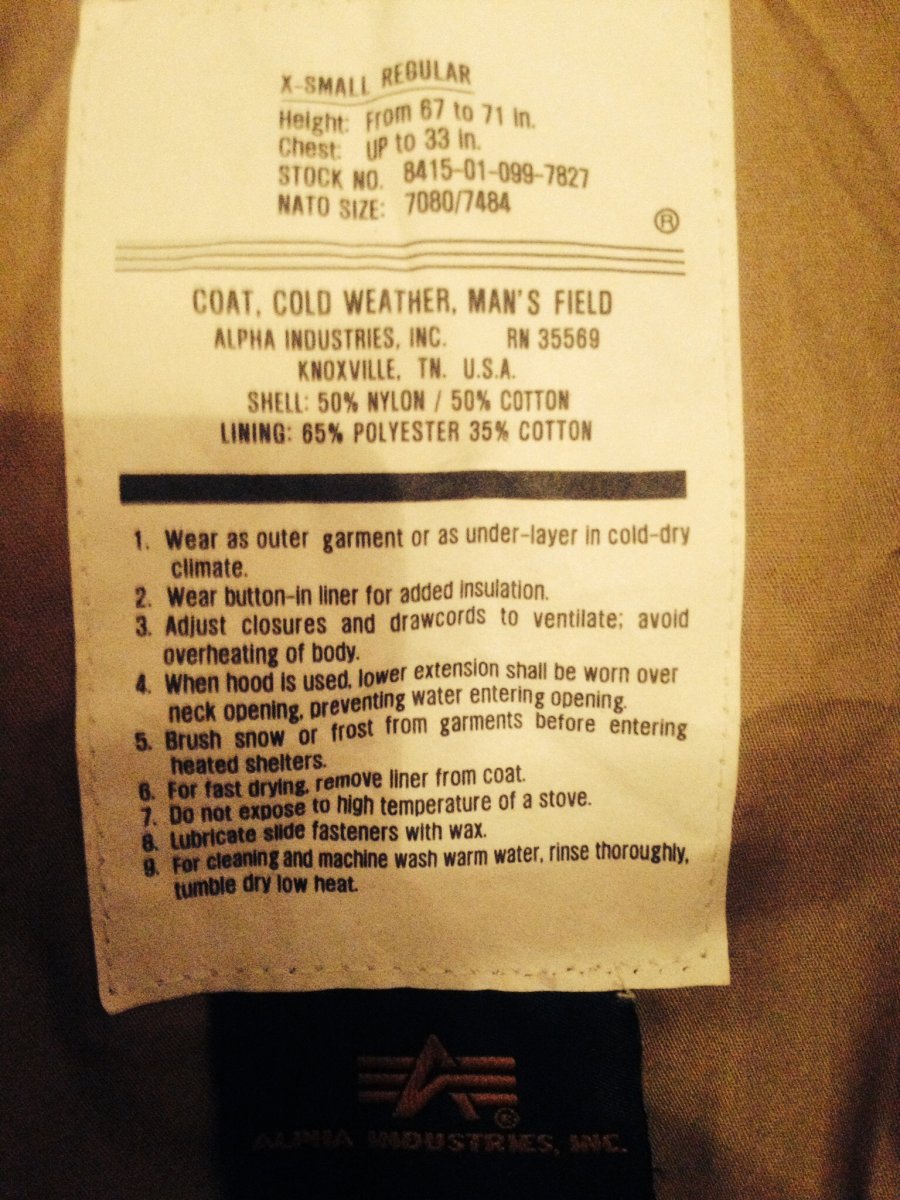 X-SMALL REGULAR
Height: From 67 to 71 in.
Chest: UP to 33 in.
STOCK NO. 8415-01-099-7827
NATO SIZE: 7080/7484
®
COAT, COLD WEATHER, MAN'S FIELD
ALPHA INDUSTRIES, INC. RN 35569
KNOXVILLE, TN. U.S.A.
SHELL: 50% NYLON / 50% COTTON
LINING: 65% POLYESTER 35% COTTON
1. Wear as outer garment or as under-layer in cold-dry
climate.
2. Wear button-in liner for added insulation.
3. Adjust closures and drawcords to ventilate; avoid
overheating of body.
4. When hood is used, lower extension shall be worn over
neck opening, preventing water entering opening.
5. Brush snow or frost from garments before entering
heated shelters.
6. For fast drying, remove liner from coat.
7. Do not expose to high temperature of a stove.
8. Lubricate slide fasteners with wax.
9. For cleaning and machine wash warm water, rinse thoroughly,
tumble dry low heat.
®
ALPHA INDUSTRIES, INC.